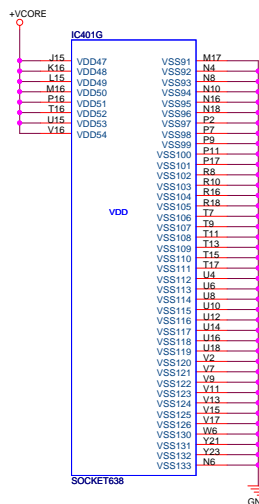 +VCORE
IC401G
J15 VDD47 VSS91 M17
K16 VDD48 VSS92 N4
L15 VDD49 VSS93 N8
M16 VDD50 VSS94 N10
P16 VDD51 VSS95 N16
T16 VDD52 VSS96 N18
U15 VDD53 VSS97 P2
V16 VDD54 VSS98 P7
VSS99 P9
VSS100 P11
VSS101 P17
VSS102 R8
VSS103 R10
VSS104 R16
VSS105 R18
VDD
VSS106 T7
VSS107 T9
VSS108 T11
VSS109 T13
VSS110 T15
VSS111 T17
VSS112 U4
VSS113 U6
VSS114 U8
VSS115 U10
VSS116 U12
VSS117 U14
VSS118 U16
VSS119 U18
VSS120 V2
VSS121 V7
VSS122 V9
VSS123 V11
VSS124 V13
VSS125 V15
VSS126 V17
VSS130 W6
VSS131 Y21
VSS132 Y23
VSS133 N6
SOCKET638